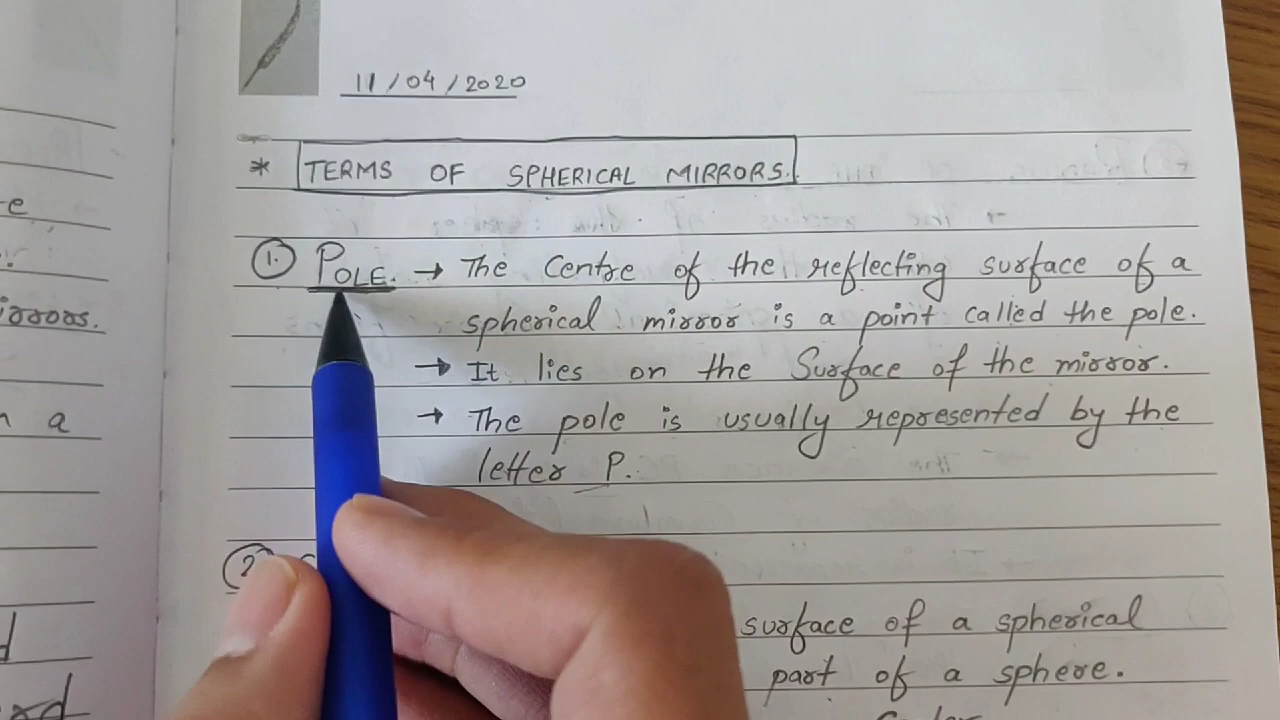 11/04/2020
* TERMS OF SPHERICAL MIRRORS.
1. POLE. → The Centre of the reflecting surface of a
spherical mirror is a point called the pole.
→ It lies on the Surface of the mirror.
→ The pole is usually represented by the
letter P.
2
surface of a spherical
part of a sphere.
e
mirrors.
a